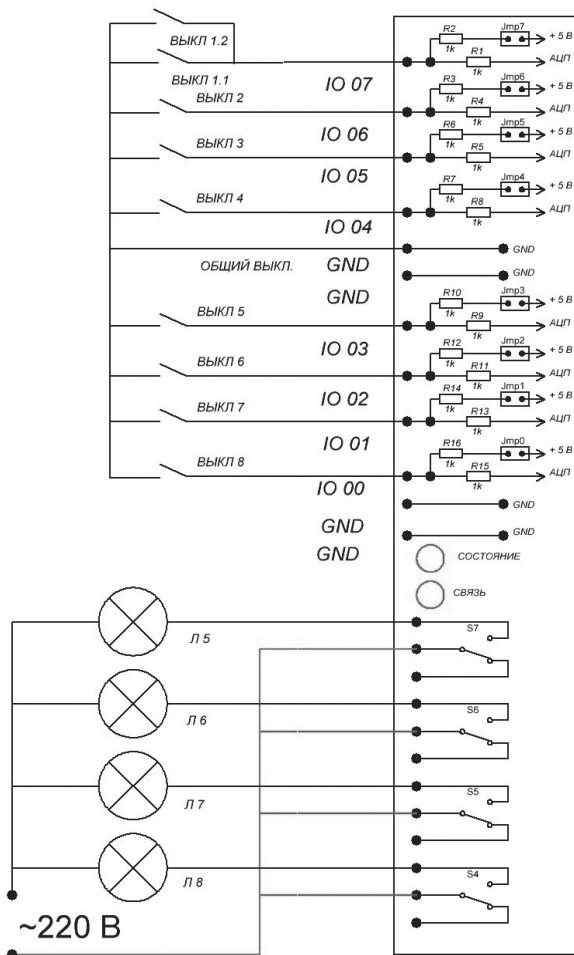 R2 Jmp7
+ 5 В
1k
ВЫКЛ 1.2
R1
АЦП
1k
ВЫКЛ 1.1
IO 07
R3 Jmp6
+ 5 В
1k
ВЫКЛ 2
R4
АЦП
1k
IO 06
R6 Jmp5
+ 5 В
1k
ВЫКЛ 3
R5
АЦП
1k
IO 05
R7 Jmp4
+ 5 В
1k
ВЫКЛ 4
R8
АЦП
1k
IO 04
GND
ОБЩИЙ ВЫКЛ.
GND
GND
GND
R10 Jmp3
+ 5 В
1k
ВЫКЛ 5
R9
АЦП
1k
IO 03
R12 Jmp2
+ 5 В
1k
ВЫКЛ 6
R11
АЦП
1k
IO 02
R14 Jmp1
+ 5 В
1k
ВЫКЛ 7
R13
АЦП
1k
IO 01
R16 Jmp0
+ 5 В
1k
ВЫКЛ 8
R15
АЦП
1k
IO 00
GND
GND
GND
GND
СОСТОЯНИЕ
СВЯЗЬ
Л 5
S7
Л 6
S6
Л 7
S5
Л 8
S4
~220 В